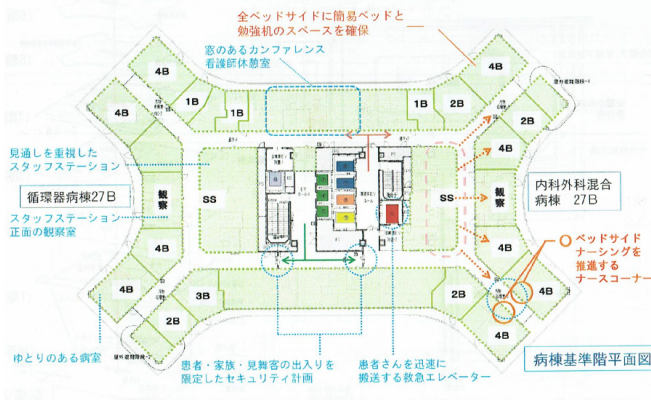 全ベッドサイドに簡易ベッドと
勉強机のスペースを確保
窓のあるカンファレンス
看護師休憩室
4B
4B
1B
1B
1B
2B
4B
4B
2B
見通しを重視した
スタッフステーション
循環器病棟27B
観察
SS
SS
観察
内科外科混合
病棟 27B
スタッフステーション
正面の観察室
4B
4B
ベッドサイド
ナーシングを
推進する
ナースコーナー
4B
2B
3B
2B
4B
4B
ゆとりのある病室
患者・家族・見舞客の出入りを
限定したセキュリティ計画
患者さんを迅速に
搬送する救急エレベーター
病棟基準階平面図